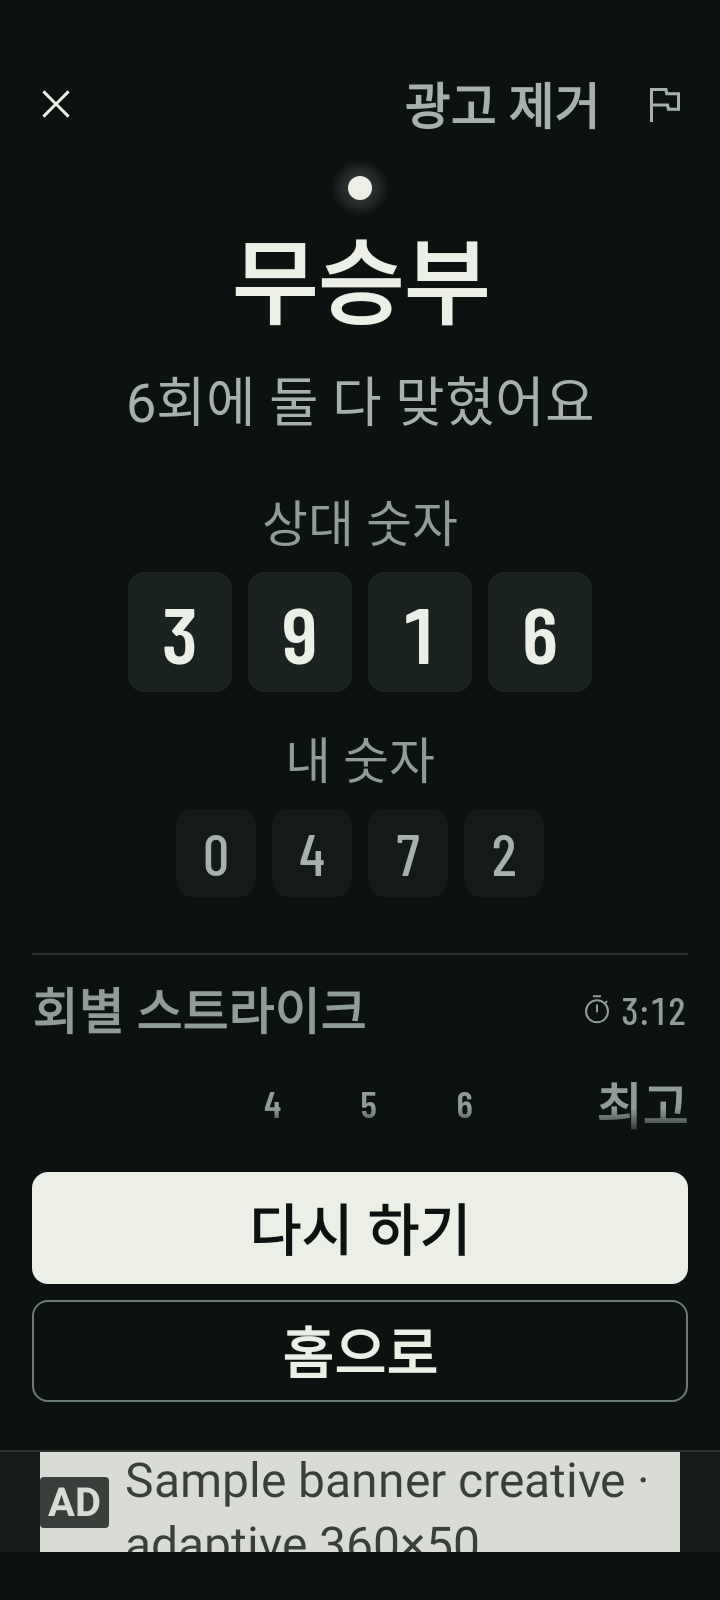 광고 제거
무승부
6회에 둘 다 맞혔어요
상대 숫자
3 9 1 6
내 숫자
0 4 7 2
회별 스트라이크 3:12
4 5 6 최고
다시 하기
홈으로
AD Sample banner creative ·
adaptive 360×50